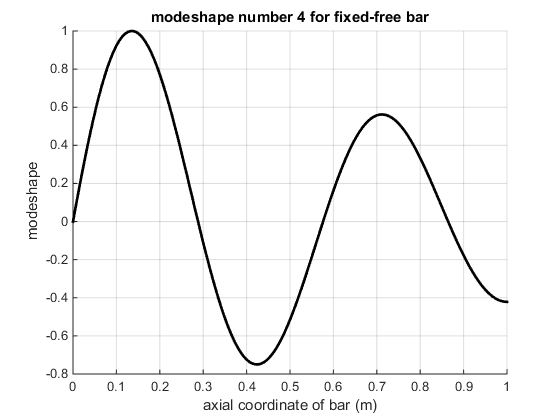 modeshape number 4 for fixed-free bar
1
0.8
0.6
0.4
0.2
0
-0.2
-0.4
-0.6
-0.8
modeshape
0 0.1 0.2 0.3 0.4 0.5 0.6 0.7 0.8 0.9 1
axial coordinate of bar (m)